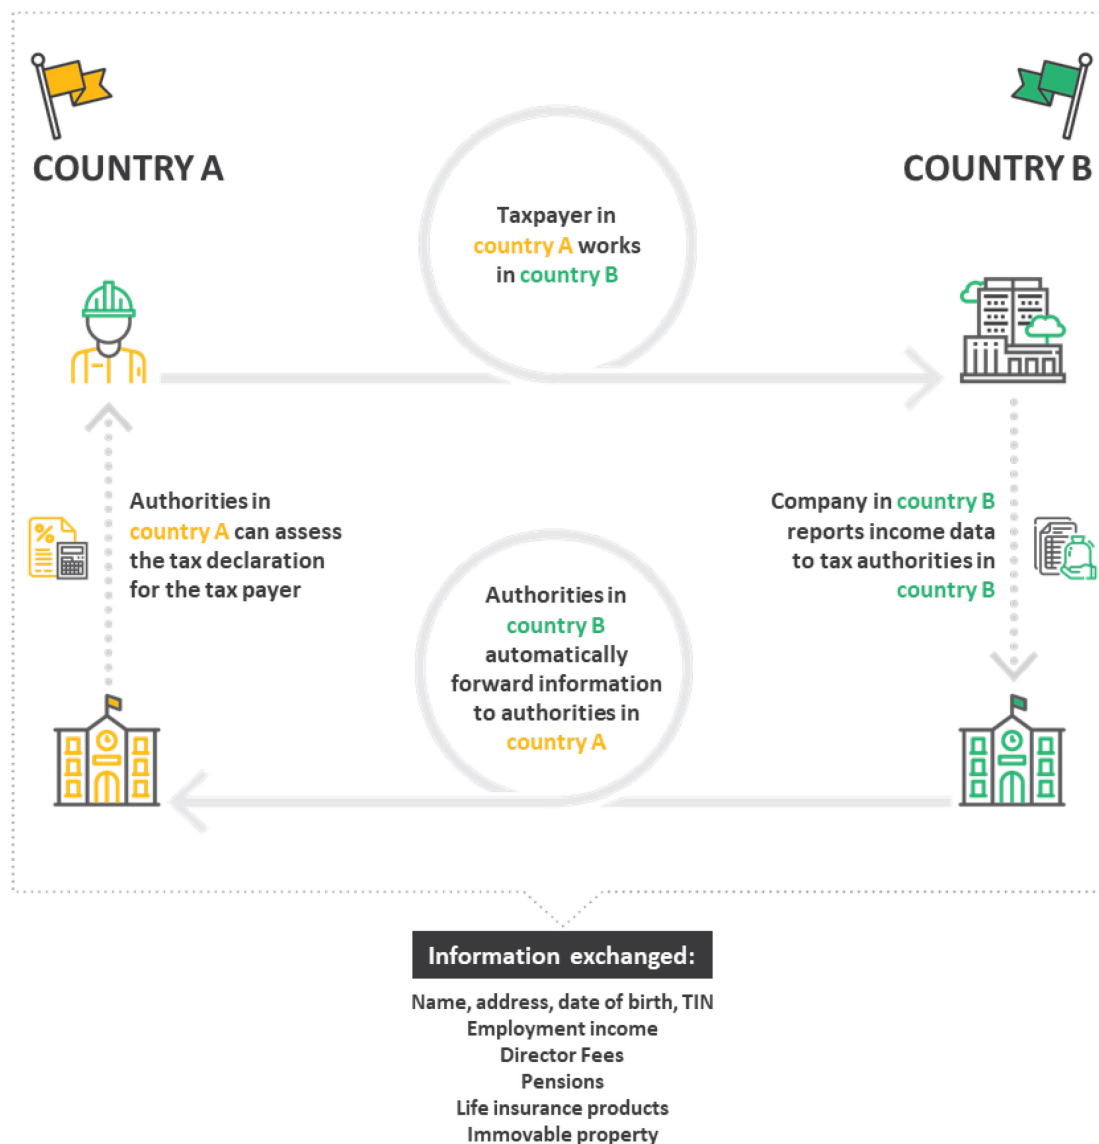 COUNTRY A
COUNTRY B
Taxpayer in
country A works
in country B
Authorities in
country A can assess
the tax declaration
for the tax payer
Company in country B
reports income data
to tax authorities in
country B
Authorities in
country B
automatically
forward information
to authorities in
country A
Information exchanged:
Name, address, date of birth, TIN
Employment income
Director Fees
Pensions
Life insurance products
Immovable property